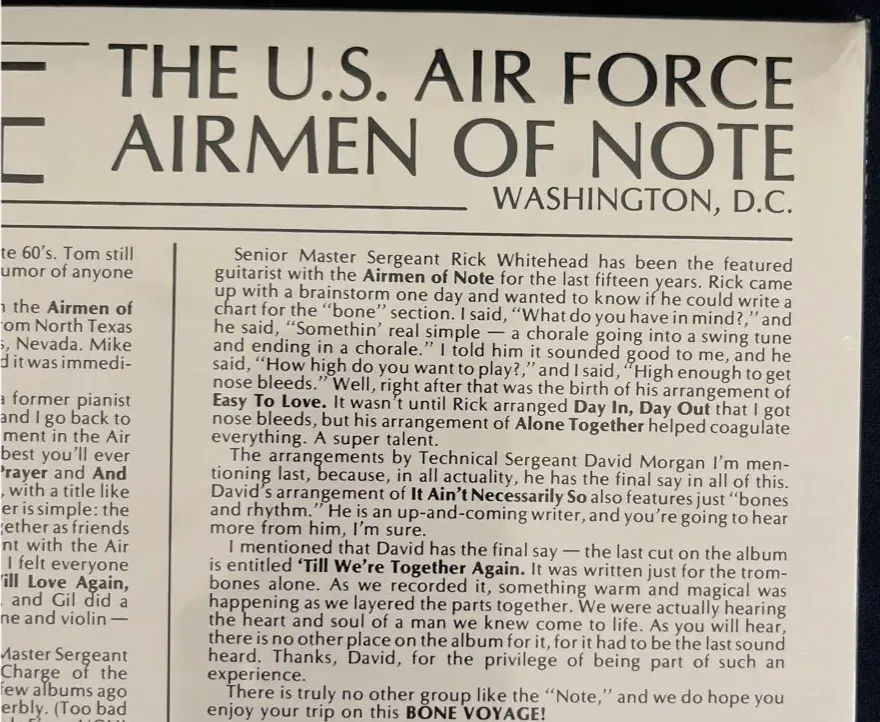 THE U.S. AIR FORCE
AIRMEN OF NOTE
WASHINGTON, D.C.
te 60's. Tom still
umor of anyone
the Airmen of
om North Texas
s, Nevada. Mike
d it was immedi-
a former pianist
and I go back to
ment in the Air
best you'll ever
Prayer and And
, with a title like
er is simple: the
gether as friends
nt with the Air
I felt everyone
'ill Love Again,
. and Gil did a
ne and violin —
Master Sergeant
Charge of the
few albums ago
erbly. (Too bad
Senior Master Sergeant Rick Whitehead has been the featured
guitarist with the Airmen of Note for the last fifteen years. Rick came
up with a brainstorm one day and wanted to know if he could write a
chart for the "bone" section. I said, "What do you have in mind?," and
he said, "Somethin' real simple — a chorale going into a swing tune
and ending in a chorale." I told him it sounded good to me, and he
said, "How high do you want to play?," and I said, "High enough to get
nose bleeds." Well, right after that was the birth of his arrangement of
Easy To Love. It wasn't until Rick arranged Day In, Day Out that I got
nose bleeds, but his arrangement of Alone Together helped coagulate
everything. A super talent.
The arrangements by Technical Sergeant David Morgan I'm men-
tioning last, because, in all actuality, he has the final say in all of this.
David's arrangement of It Ain't Necessarily So also features just "bones
and rhythm." He is an up-and-coming writer, and you're going to hear
more from him, I'm sure.
I mentioned that David has the final say — the last cut on the album
is entitled 'Till We're Together Again. It was written just for the trom-
bones alone. As we recorded it, something warm and magical was
happening as we layered the parts together. We were actually hearing
the heart and soul of a man we knew come to life. As you will hear,
there is no other place on the album for it, for it had to be the last sound
heard. Thanks, David, for the privilege of being part of such an
experience.
There is truly no other group like the "Note," and we do hope you
enjoy your trip on this BONE VOYAGE!